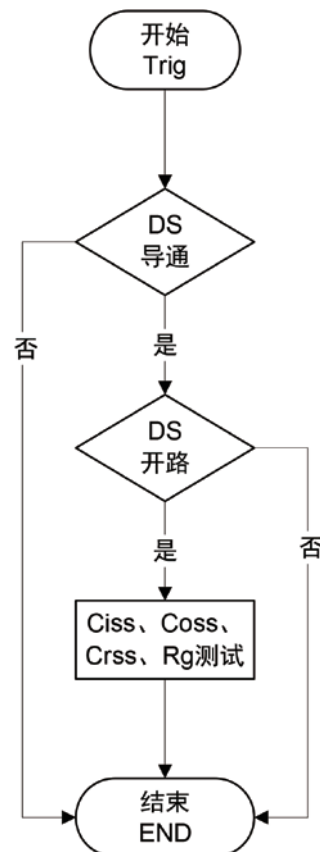 开始
Trig
DS
导通
否
是
DS
开路
否
是
Ciss、Coss、
Crss、Rg测试
结束
END